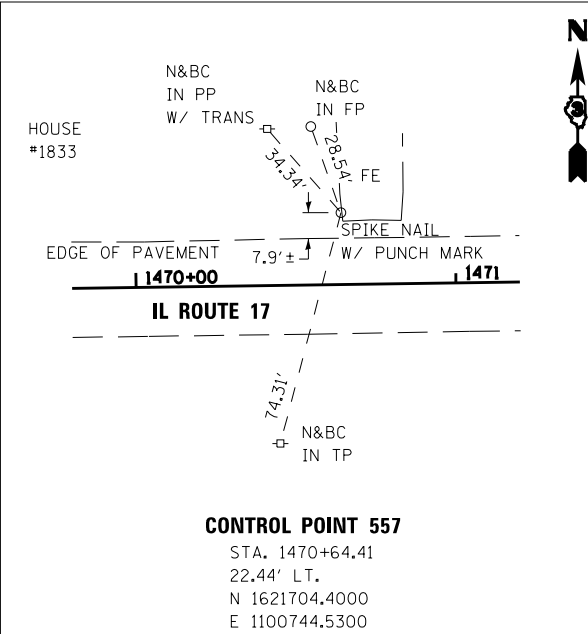 N
3
N&BC
IN PP
W/ TRANS
N&BC
IN FP
HOUSE
#1833
34.34'
28.54'
FE
SPIKE NAIL
W/ PUNCH MARK
EDGE OF PAVEMENT
7.9'±
1470+00
1471
IL ROUTE 17
74.31'
N&BC
IN TP
CONTROL POINT 557
STA. 1470+64.41
22.44' LT.
N 1621704.4000
E 1100744.5300